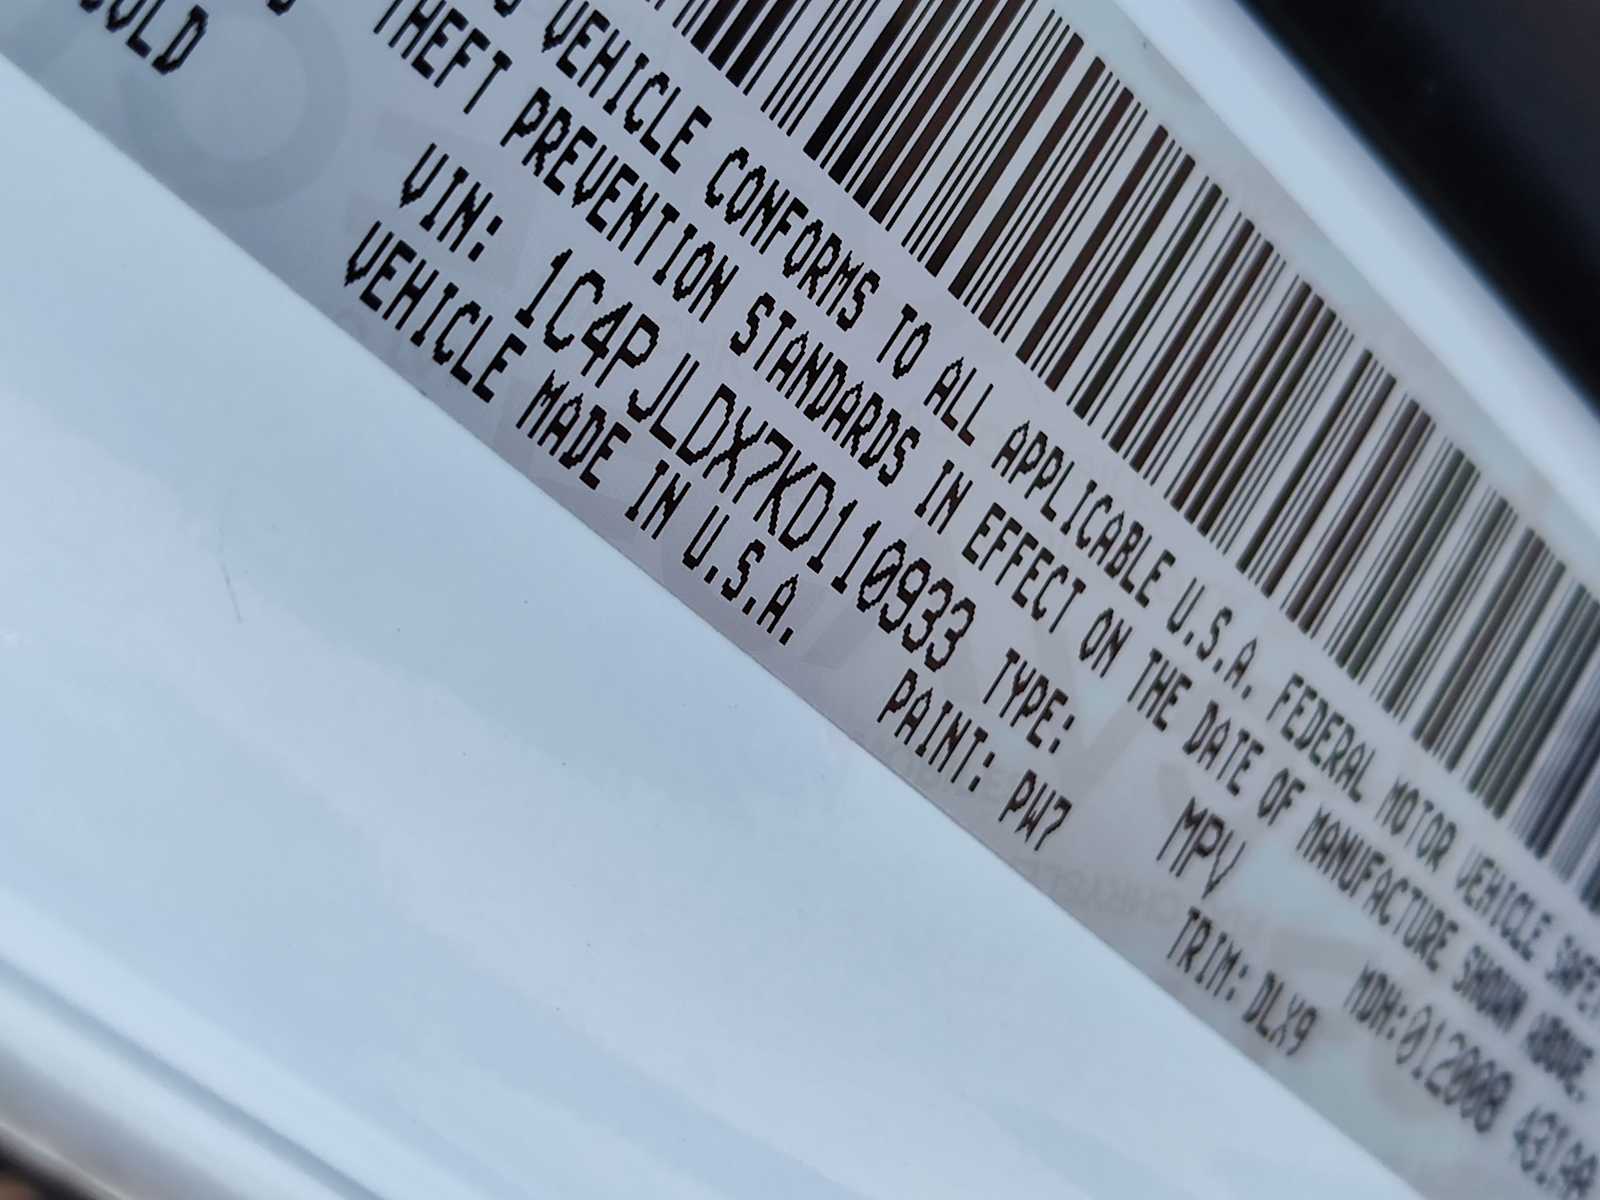 VEHICLE CONFORMS TO ALL APPLICABLE U.S.A. FEDERAL MOTOR VEHICLE
THEFT PREVENTION STANDARDS IN EFFECT ON THE DATE OF MANUFACTURE SHOWN ABOVE.
VIN: 1C4PJLDX7KD110933 TYPE: MPV MDH:012008
VEHICLE MADE IN U.S.A. PAINT: PW7 TRIM: DLX9